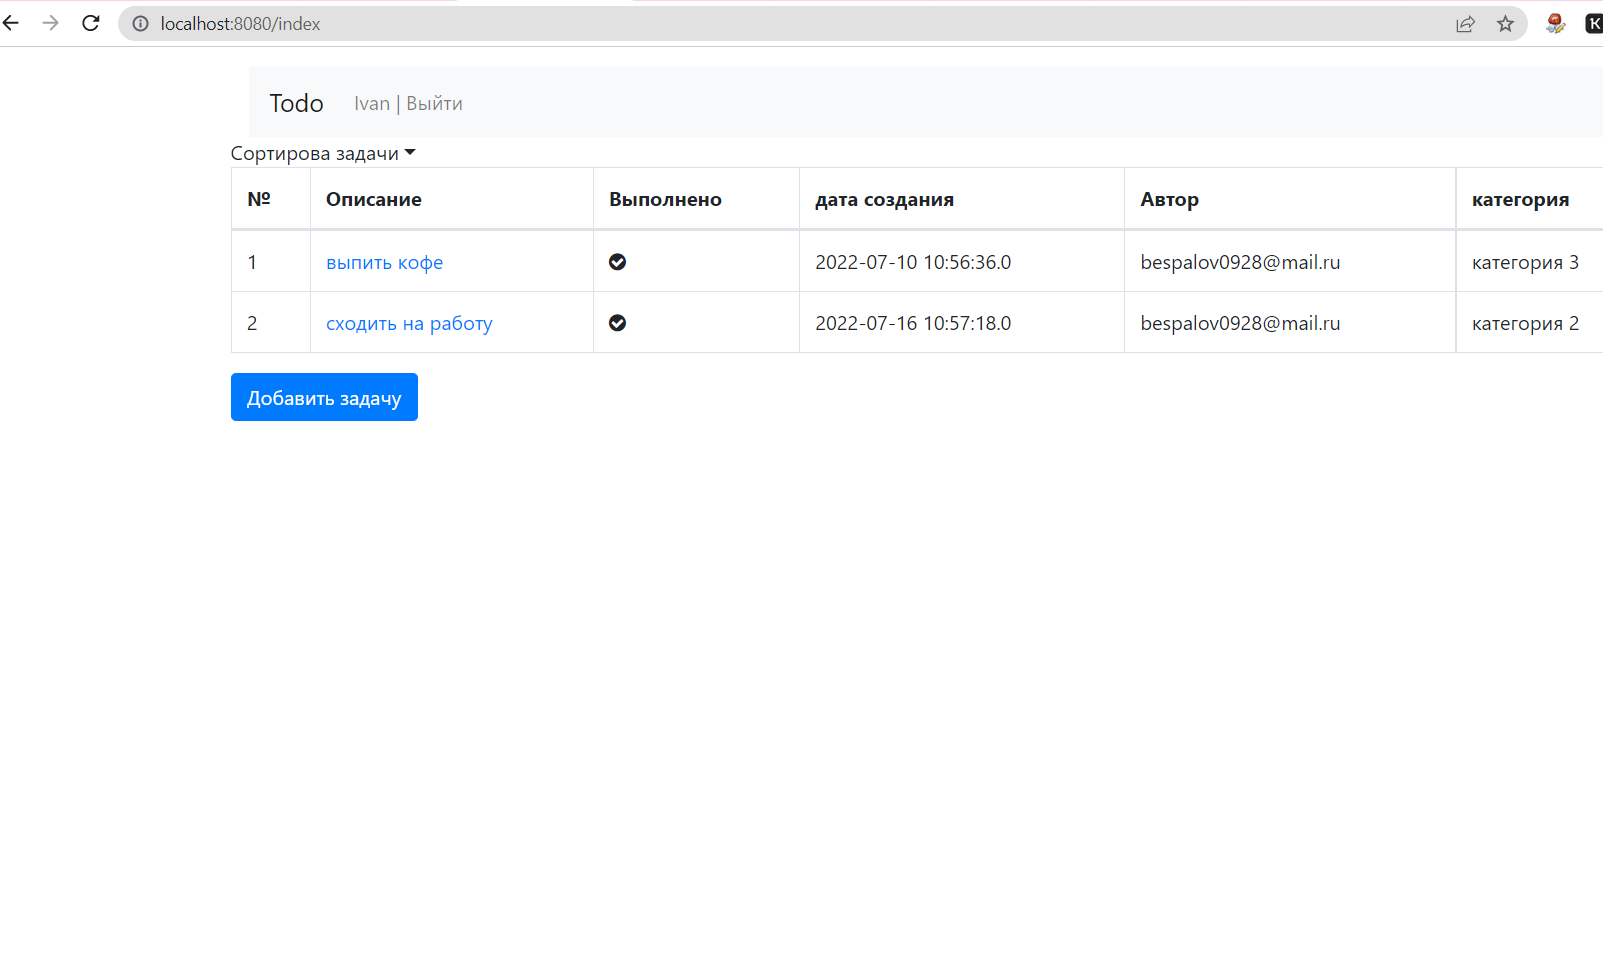 localhost:8080/index
Todo Ivan | Выйти
Сортирова задачи
№ Описание Выполнено дата создания Автор категория
1 выпить кофе 2022-07-10 10:56:36.0 bespalov0928@mail.ru категория 3
2 сходить на работу 2022-07-16 10:57:18.0 bespalov0928@mail.ru категория 2
Добавить задачу